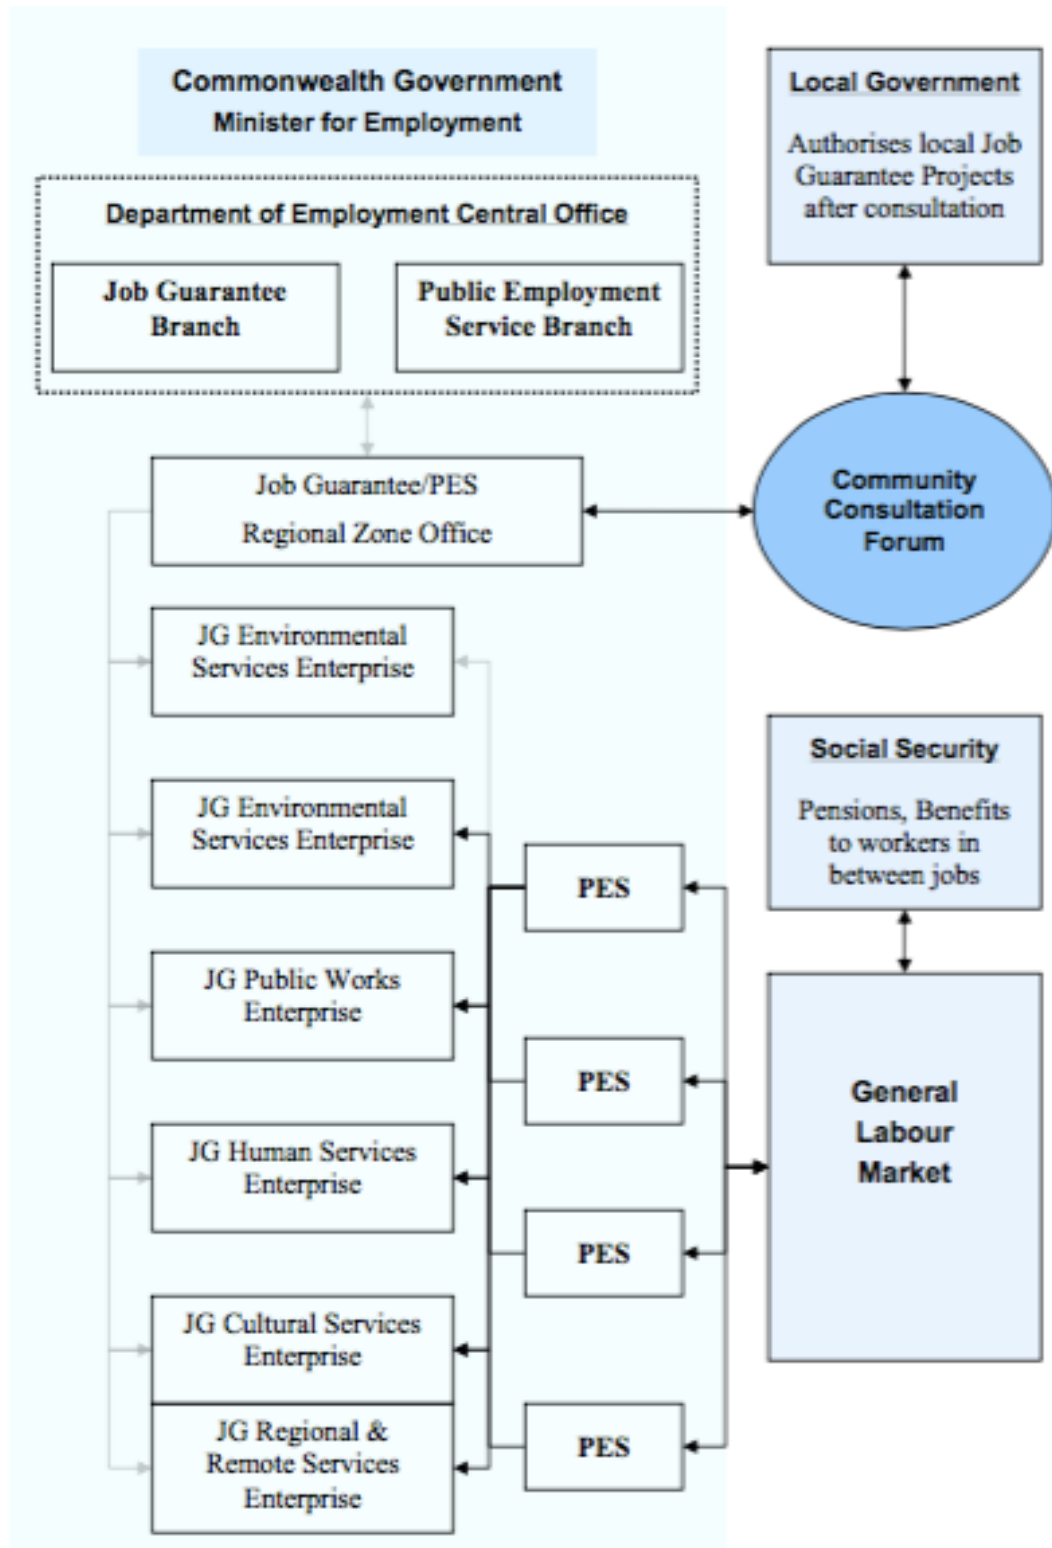 Commonwealth Government
Minister for Employment
Department of Employment Central Office
Job Guarantee
Branch
Public Employment
Service Branch
Local Government
Authorises local Job
Guarantee Projects
after consultation
Job Guarantee/PES
Regional Zone Office
Community
Consultation
Forum
JG Environmental
Services Enterprise
JG Environmental
Services Enterprise
JG Public Works
Enterprise
JG Human Services
Enterprise
JG Cultural Services
Enterprise
JG Regional &
Remote Services
Enterprise
PES
PES
PES
PES
Social Security
Pensions, Benefits
to workers in
between jobs
General
Labour
Market